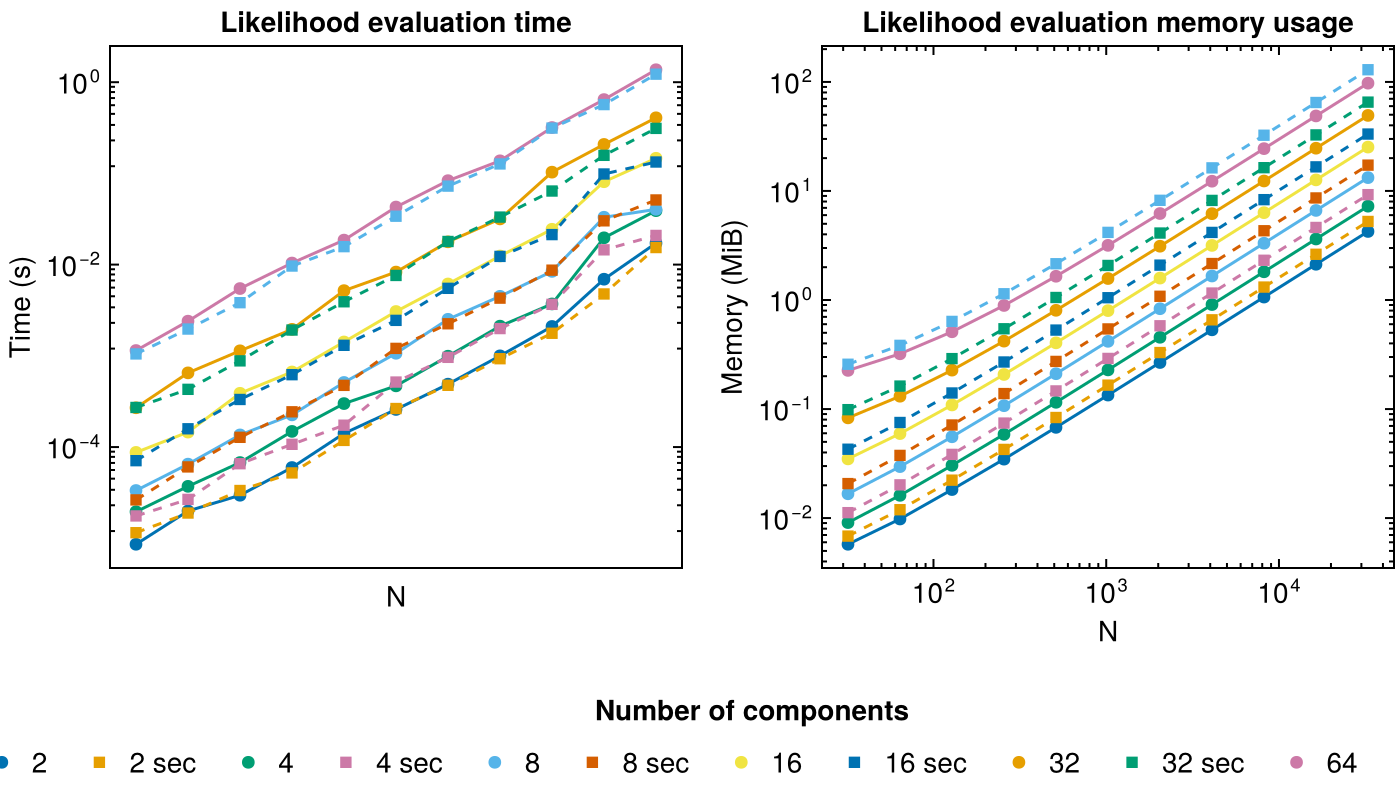 Likelihood evaluation time
Likelihood evaluation memory usage
10^0
10^-2
10^-4
Time (s)
N
10^2
10^1
10^0
10^-1
10^-2
Memory (MiB)
10^2 10^3 10^4
N
Number of components
2 2 sec 4 4 sec 8 8 sec 16 16 sec 32 32 sec 64